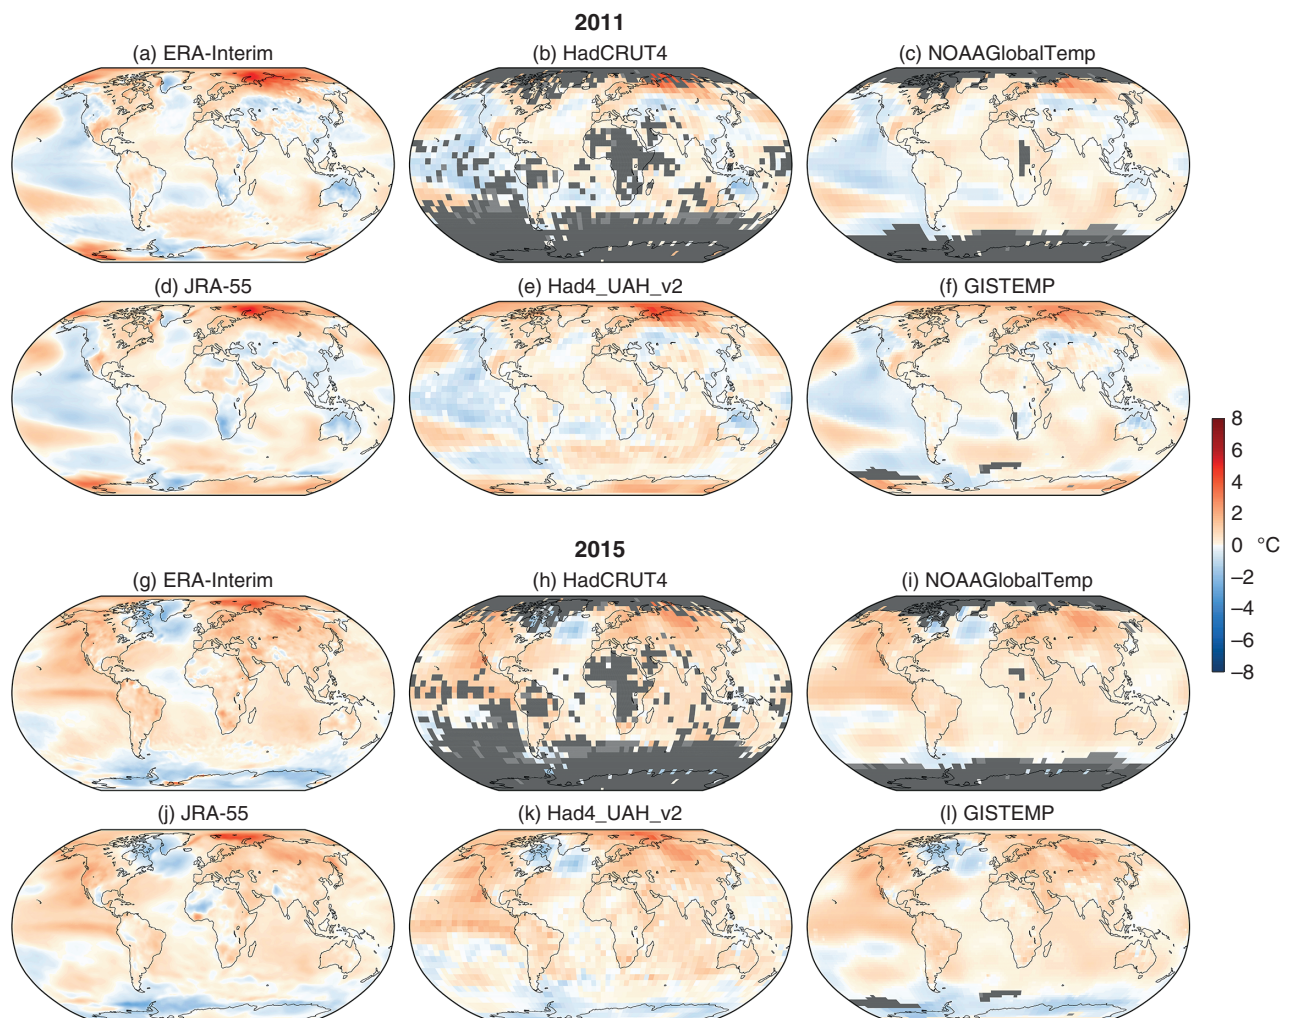 2011
(a) ERA-Interim
(b) HadCRUT4
(c) NOAAGlobalTemp
(d) JRA-55
(e) Had4_UAH_v2
(f) GISTEMP
8
6
4
2
0 °C
–2
–4
–6
–8
2015
(g) ERA-Interim
(h) HadCRUT4
(i) NOAAGlobalTemp
(j) JRA-55
(k) Had4_UAH_v2
(l) GISTEMP